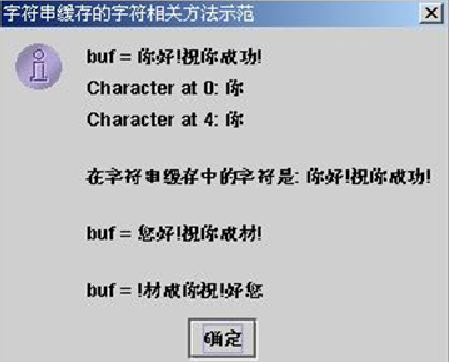 字符串缓存的字符相关方法示范
buf = 你好!祝你成功!
Character at 0: 你
Character at 4: 你
在字符串缓存中的字符是: 你好!祝你成功!
buf = 您好!祝你成材!
buf = !材成你祝!好您
确定